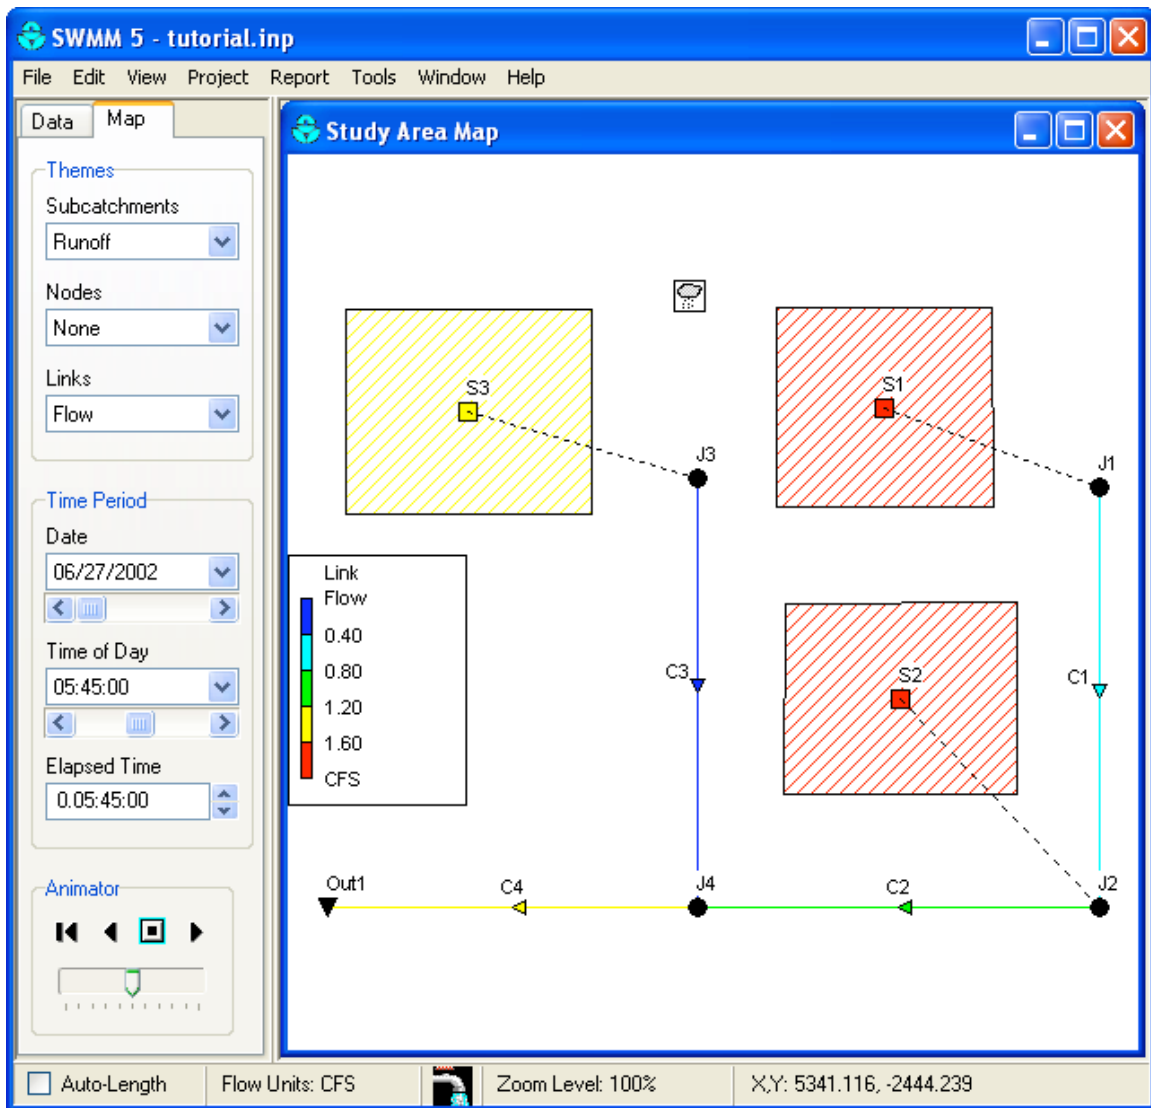 SWMM 5 - tutorial.inp
File Edit View Project Report Tools Window Help
Data Map
Themes
Subcatchments
Runoff
Nodes
None
Links
Flow
Time Period
Date
06/27/2002
Time of Day
05:45:00
Elapsed Time
0.05:45:00
Animator
Study Area Map
S3
S1
J3
J1
Link
Flow
0.40
0.80
1.20
1.60
CFS
C3
S2
C1
Out1
C4
J4
C2
J2
Auto-Length
Flow Units: CFS
Zoom Level: 100%
X,Y: 5341.116, -2444.239